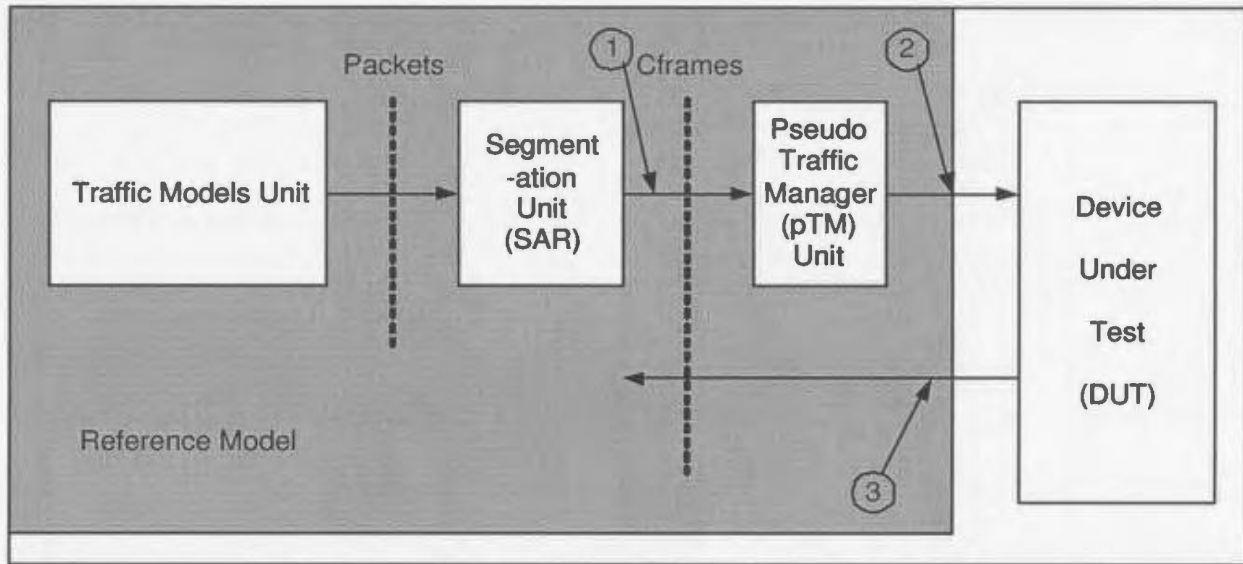 1
2
Packets
Cframes
Traffic Models Unit
Segment
-ation
Unit
(SAR)
Pseudo
Traffic
Manager
(pTM)
Unit
Device
Under
Test
(DUT)
Reference Model
3